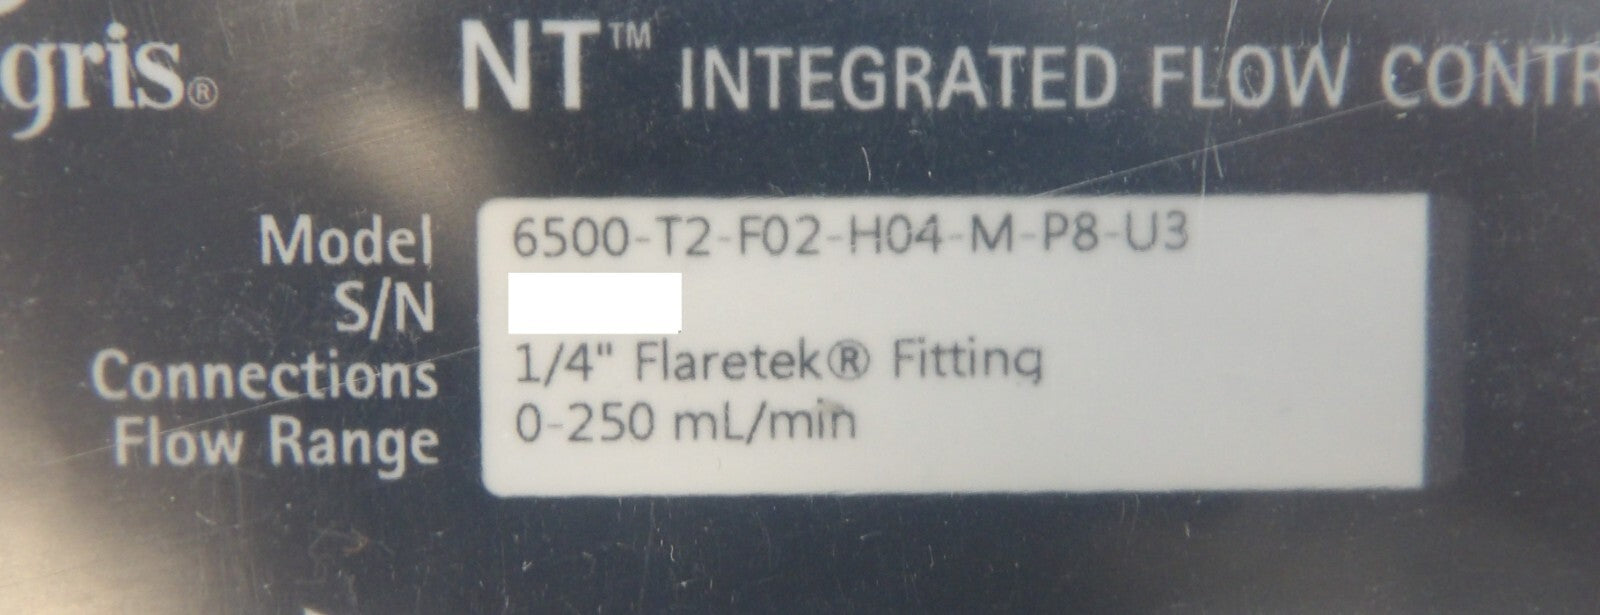 gris®
NT™ INTEGRATED FLOW CONTR
Model 6500-T2-F02-H04-M-P8-U3
S/N
Connections 1/4" Flaretek® Fitting
Flow Range 0-250 mL/min